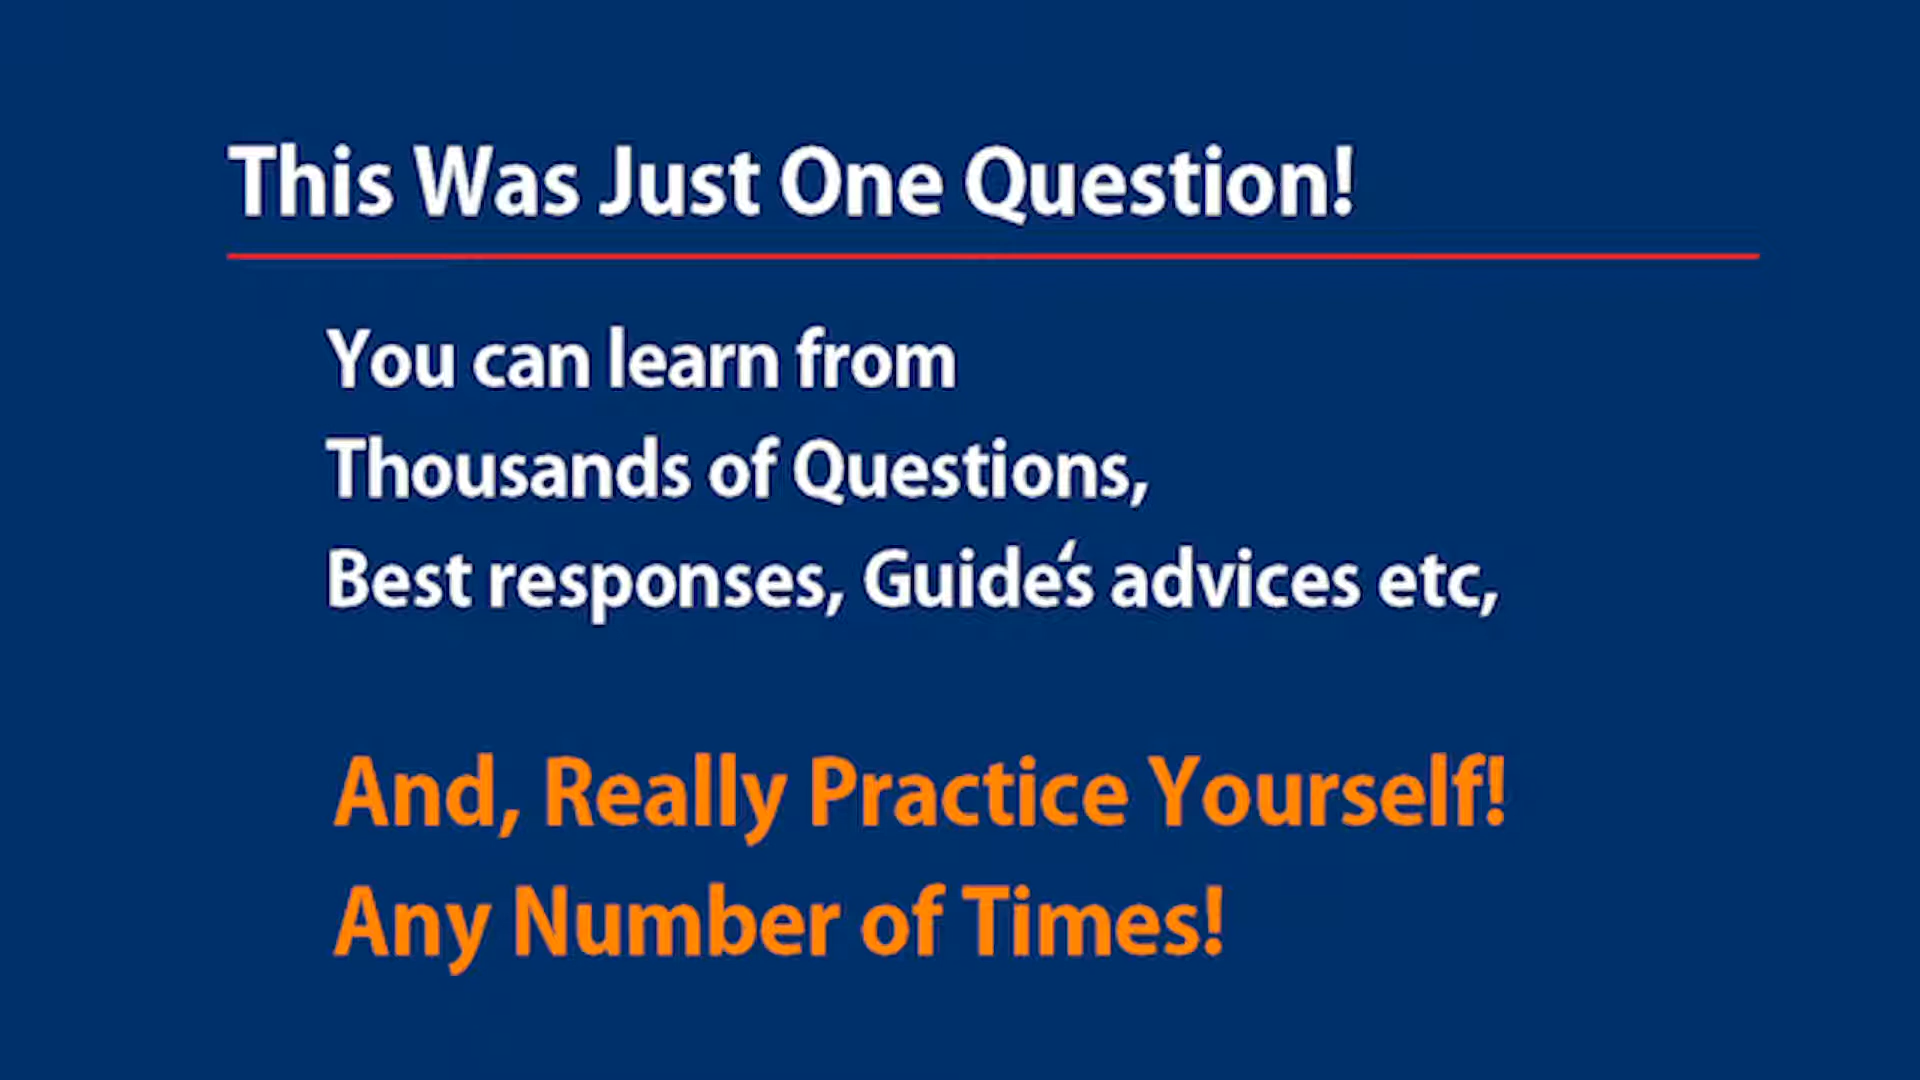 This Was Just One Question!
You can learn from
Thousands of Questions,
Best responses, Guide‘s advices etc,
And, Really Practice Yourself!
Any Number of Times!